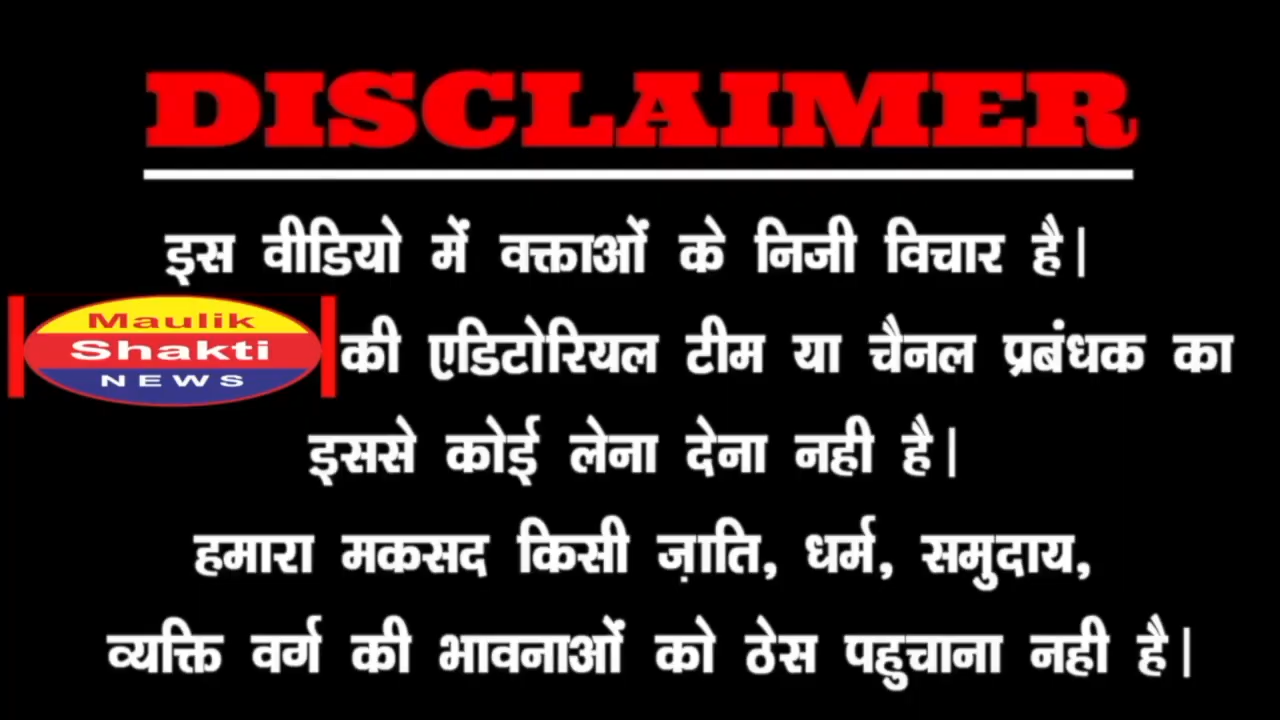 DISCLAIMER
इस वीडियो में वक्ताओं के निजी विचार है|
Maulik
Shakti
NEWS
की एडिटोरियल टीम या चैनल प्रबंधक का
इससे कोई लेना देना नही है|
हमारा मकसद किसी ज़ाति, धर्म, समुदाय,
व्यक्ति वर्ग की भावनाओं को ठेस पहुचाना नही है|